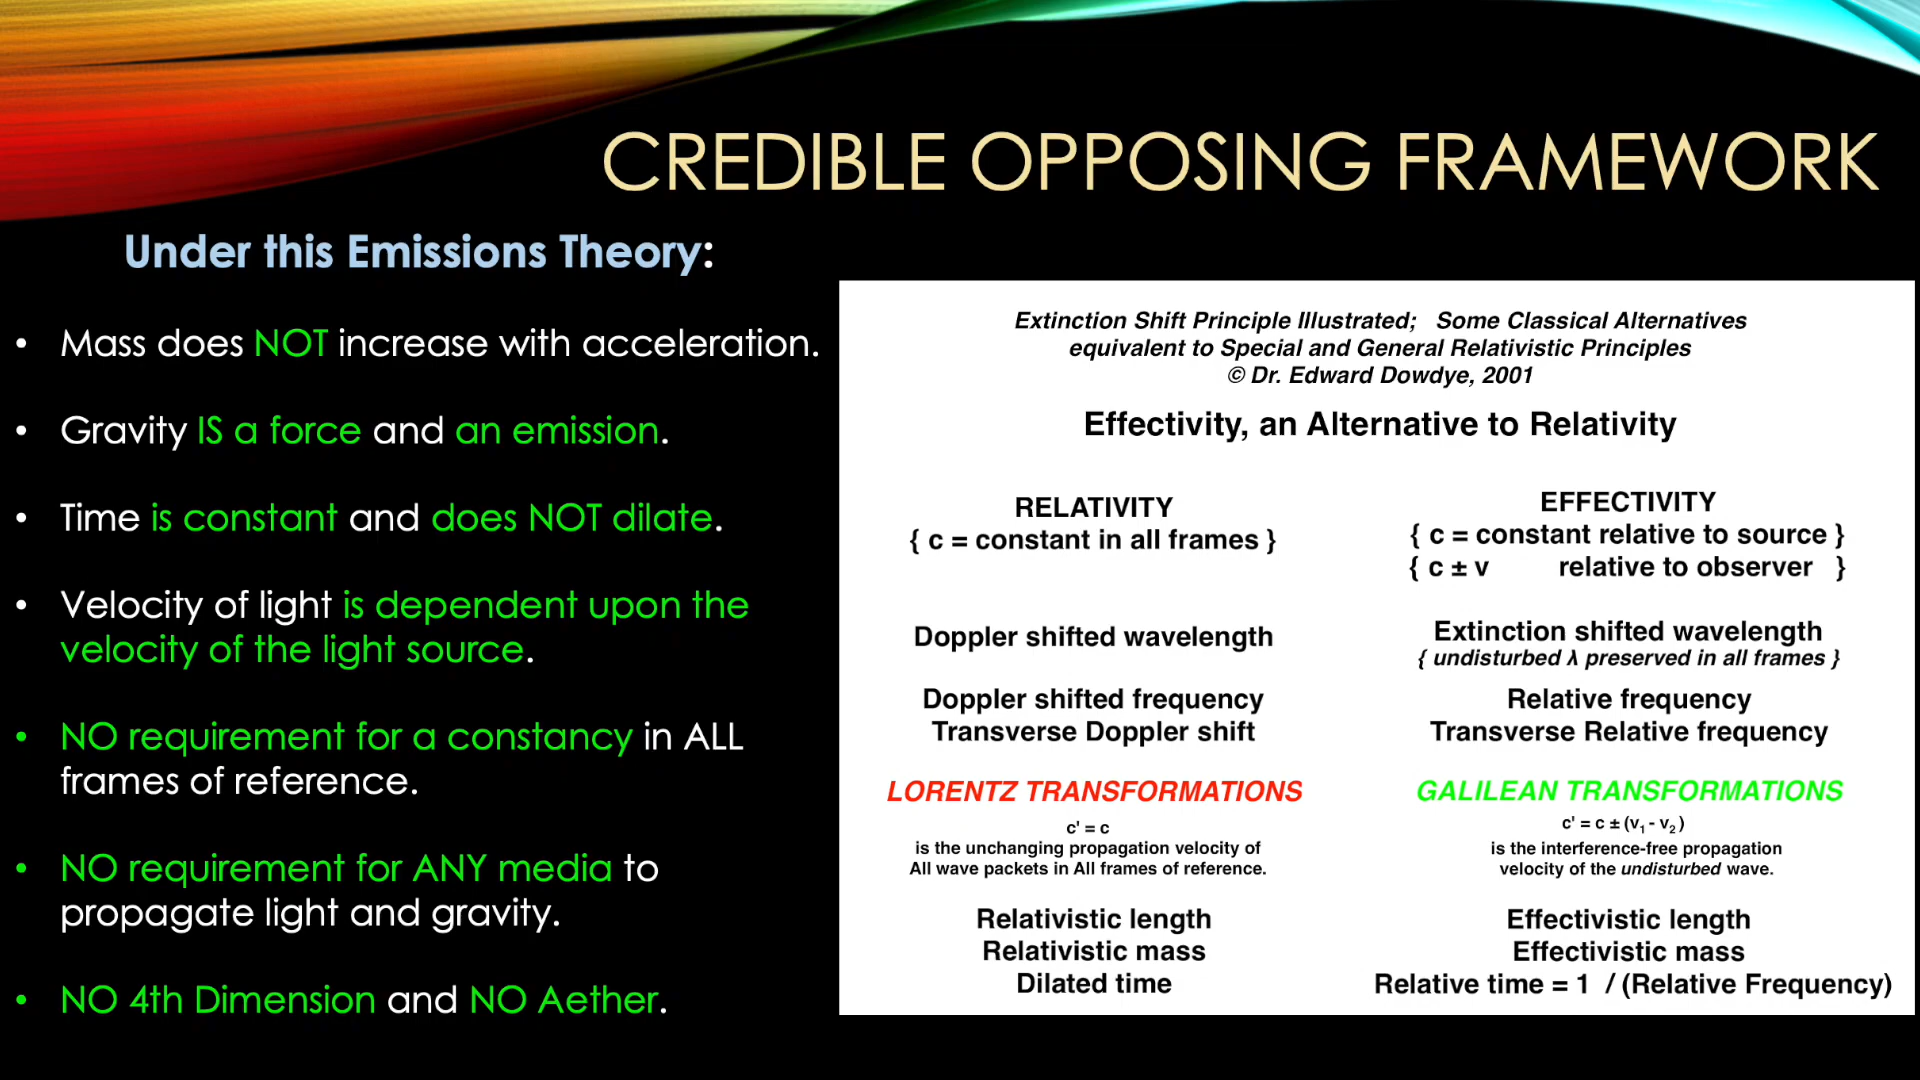 CREDIBLE OPPOSING FRAMEWORK
Under this Emissions Theory:
• Mass does NOT increase with acceleration.
• Gravity IS a force and an emission.
• Time is constant and does NOT dilate.
• Velocity of light is dependent upon the
velocity of the light source.
• NO requirement for a constancy in ALL
frames of reference.
• NO requirement for ANY media to
propagate light and gravity.
• NO 4th Dimension and NO Aether.
Extinction Shift Principle Illustrated; Some Classical Alternatives
equivalent to Special and General Relativistic Principles
© Dr. Edward Dowdye, 2001
Effectivity, an Alternative to Relativity
RELATIVITY
{ c = constant in all frames }
Doppler shifted wavelength
Doppler shifted frequency
Transverse Doppler shift
LORENTZ TRANSFORMATIONS
c' = c
is the unchanging propagation velocity of
All wave packets in All frames of reference.
Relativistic length
Relativistic mass
Dilated time
EFFECTIVITY
{ c = constant relative to source }
{ c ± v relative to observer }
Extinction shifted wavelength
{ undisturbed λ preserved in all frames }
Relative frequency
Transverse Relative frequency
GALILEAN TRANSFORMATIONS
c' = c ± (v₁ - v₂ )
is the interference-free propagation
velocity of the undisturbed wave.
Effectivistic length
Effectivistic mass
Relative time = 1 / (Relative Frequency)